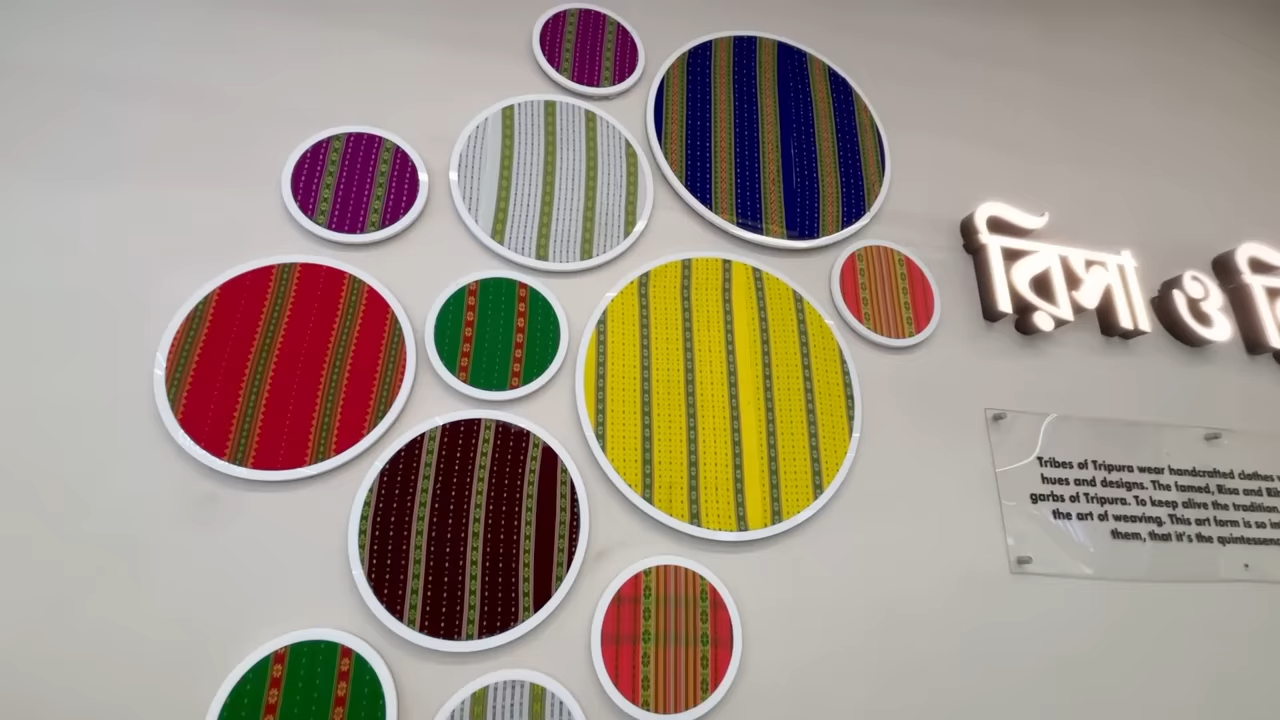 রিসা ও
Tribes of Tripura wear handcrafted clothes
hues and designs. The famed, Risa and
garbs of Tripura. To keep alive the tradition,
the art of weaving. This art form is so
them, that it's the